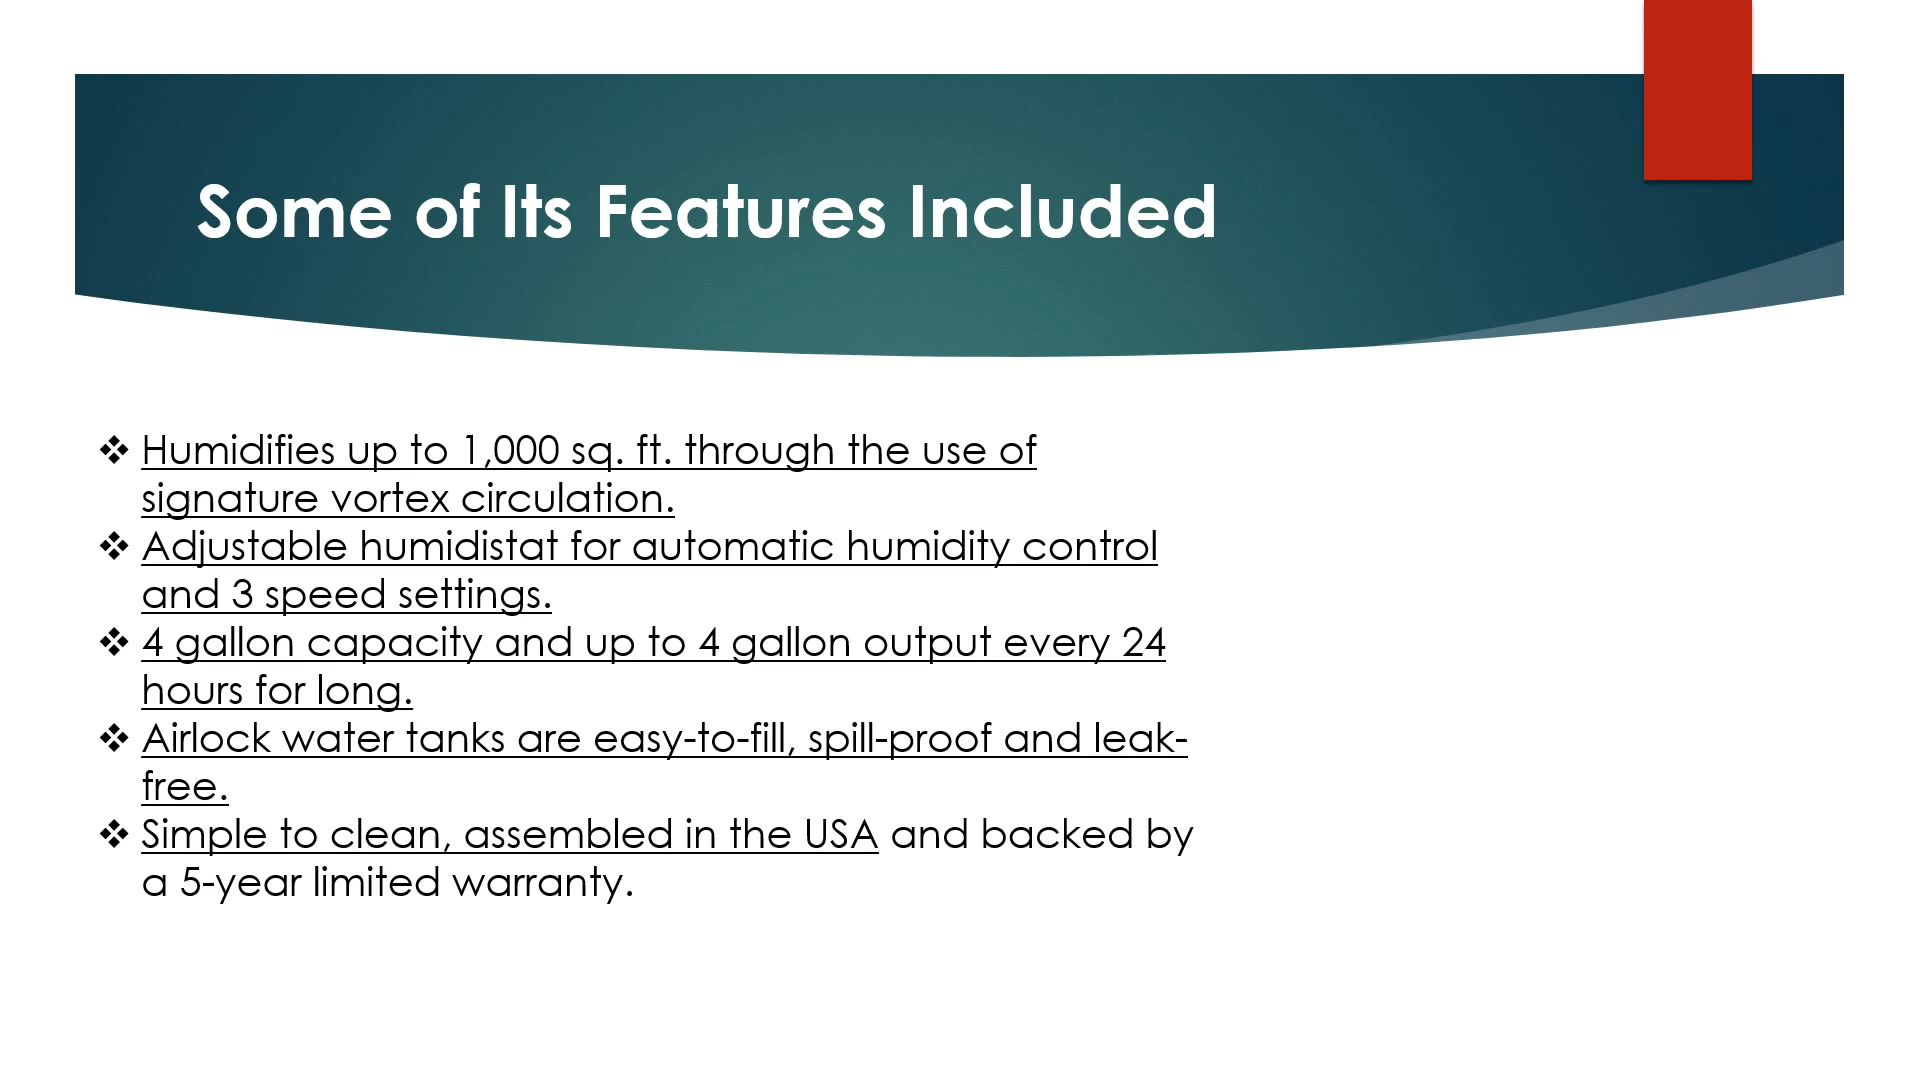 Some of Its Features Included
❖ Humidifies up to 1,000 sq. ft. through the use of
signature vortex circulation.
❖ Adjustable humidistat for automatic humidity control
and 3 speed settings.
❖ 4 gallon capacity and up to 4 gallon output every 24
hours for long.
❖ Airlock water tanks are easy-to-fill, spill-proof and leak-
free.
❖ Simple to clean, assembled in the USA and backed by
a 5-year limited warranty.